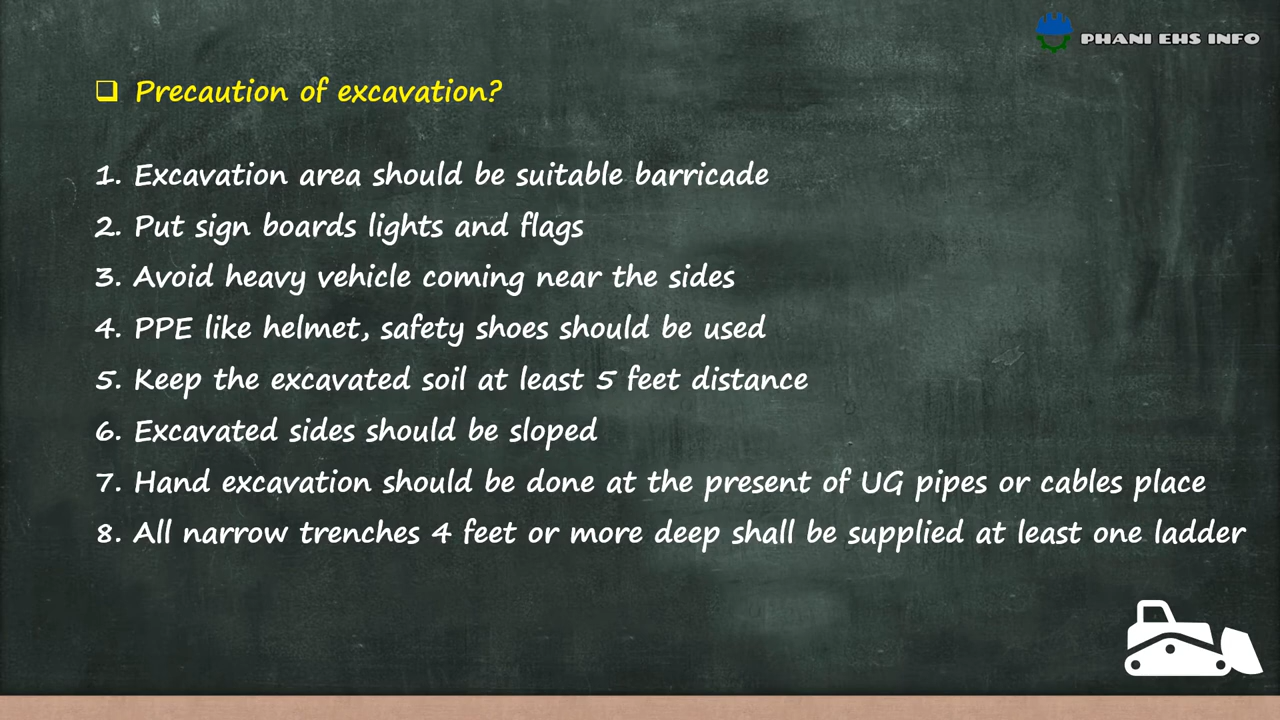 PHANI EHS INFO
❑ Precaution of excavation?
1. Excavation area should be suitable barricade
2. Put sign boards lights and flags
3. Avoid heavy vehicle coming near the sides
4. PPE like helmet, safety shoes should be used
5. Keep the excavated soil at least 5 feet distance
6. Excavated sides should be sloped
7. Hand excavation should be done at the present of UG pipes or cables place
8. All narrow trenches 4 feet or more deep shall be supplied at least one ladder